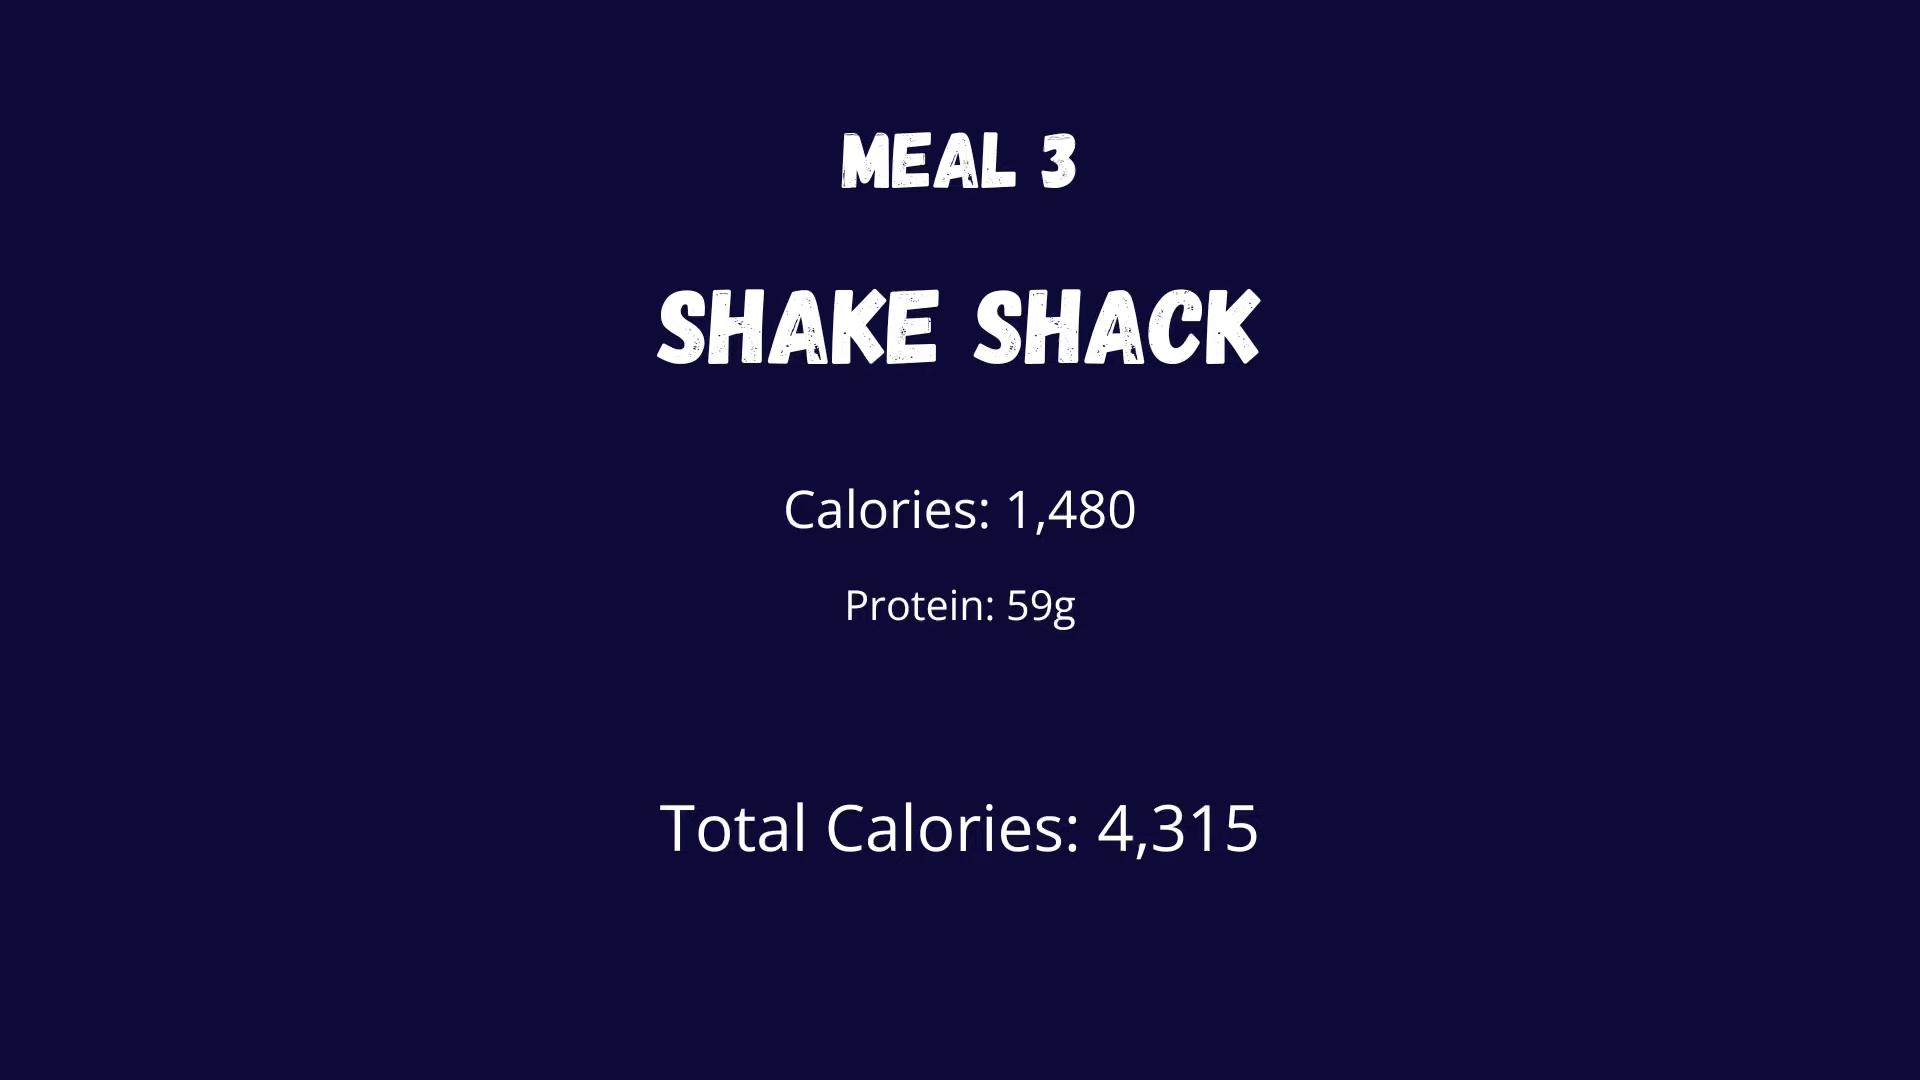 MEAL 3
SHAKE SHACK
Calories: 1,480
Protein: 59g
Total Calories: 4,315